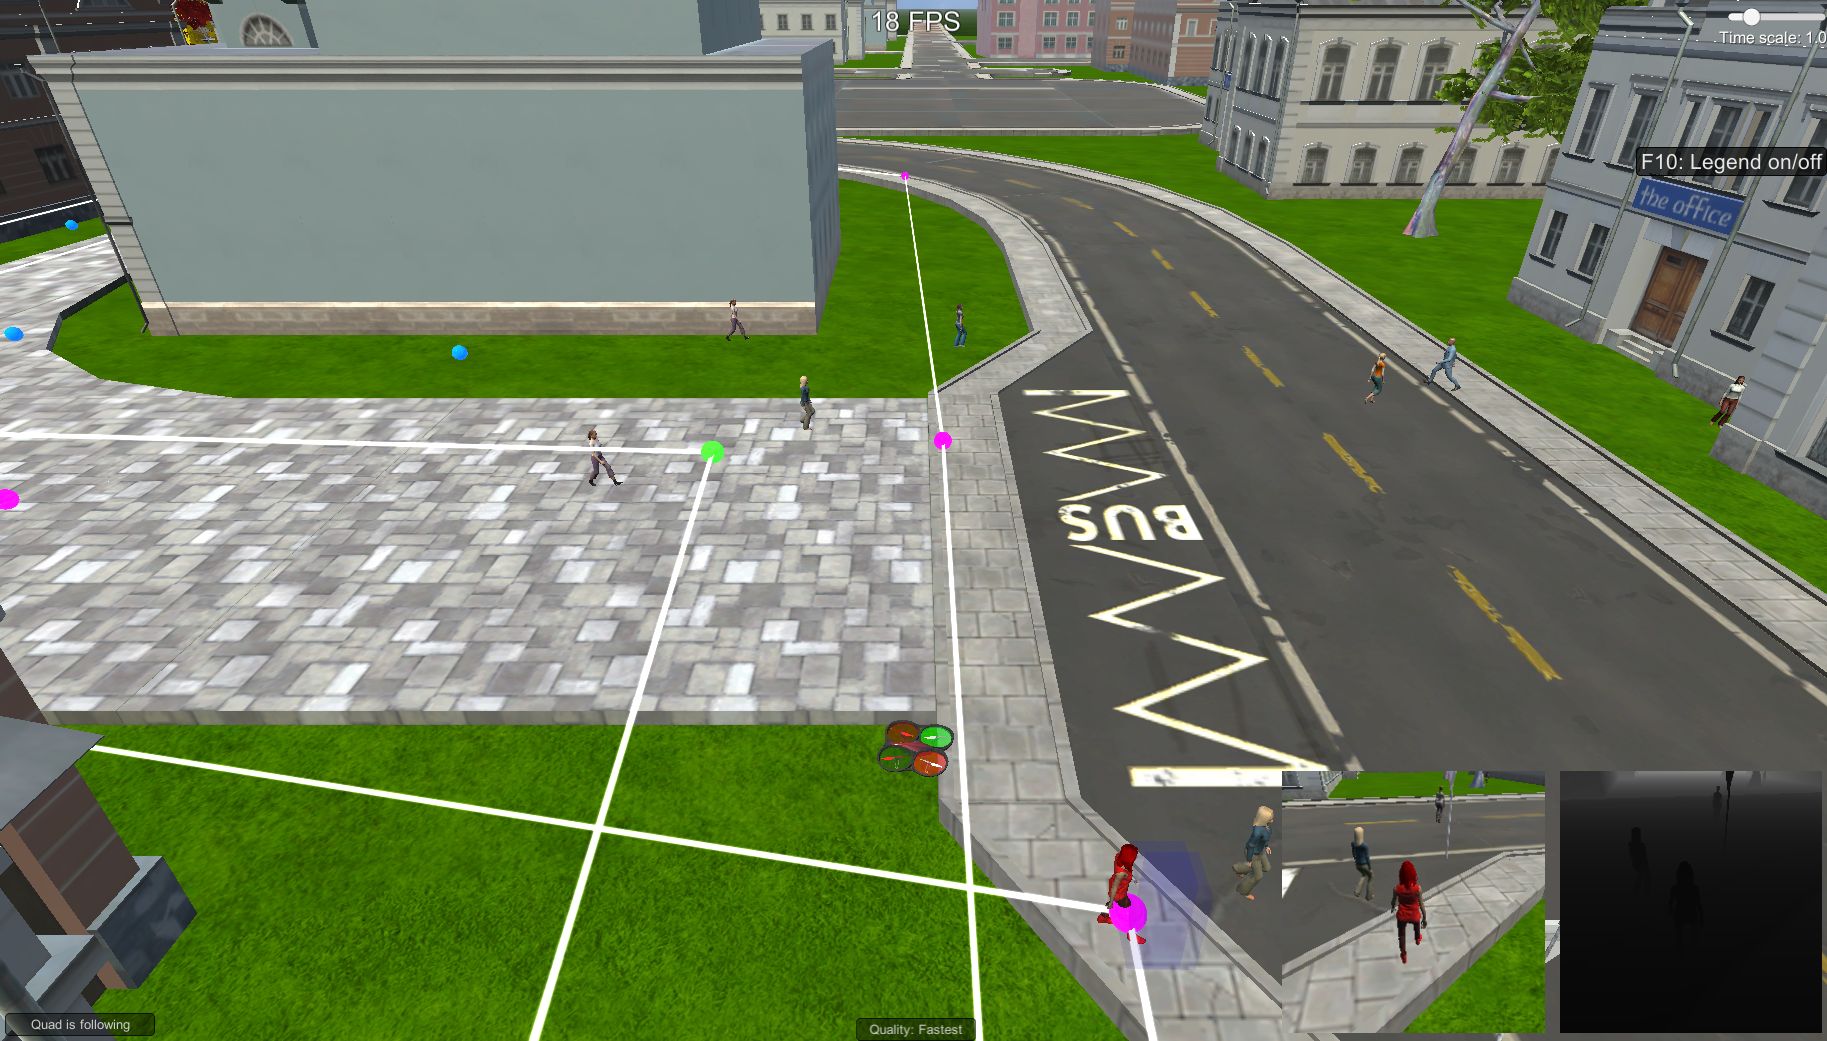 18 FPS
Time scale: 1.0
F10: Legend on/off
the office
BUS
Quad is following
Quality: Fastest